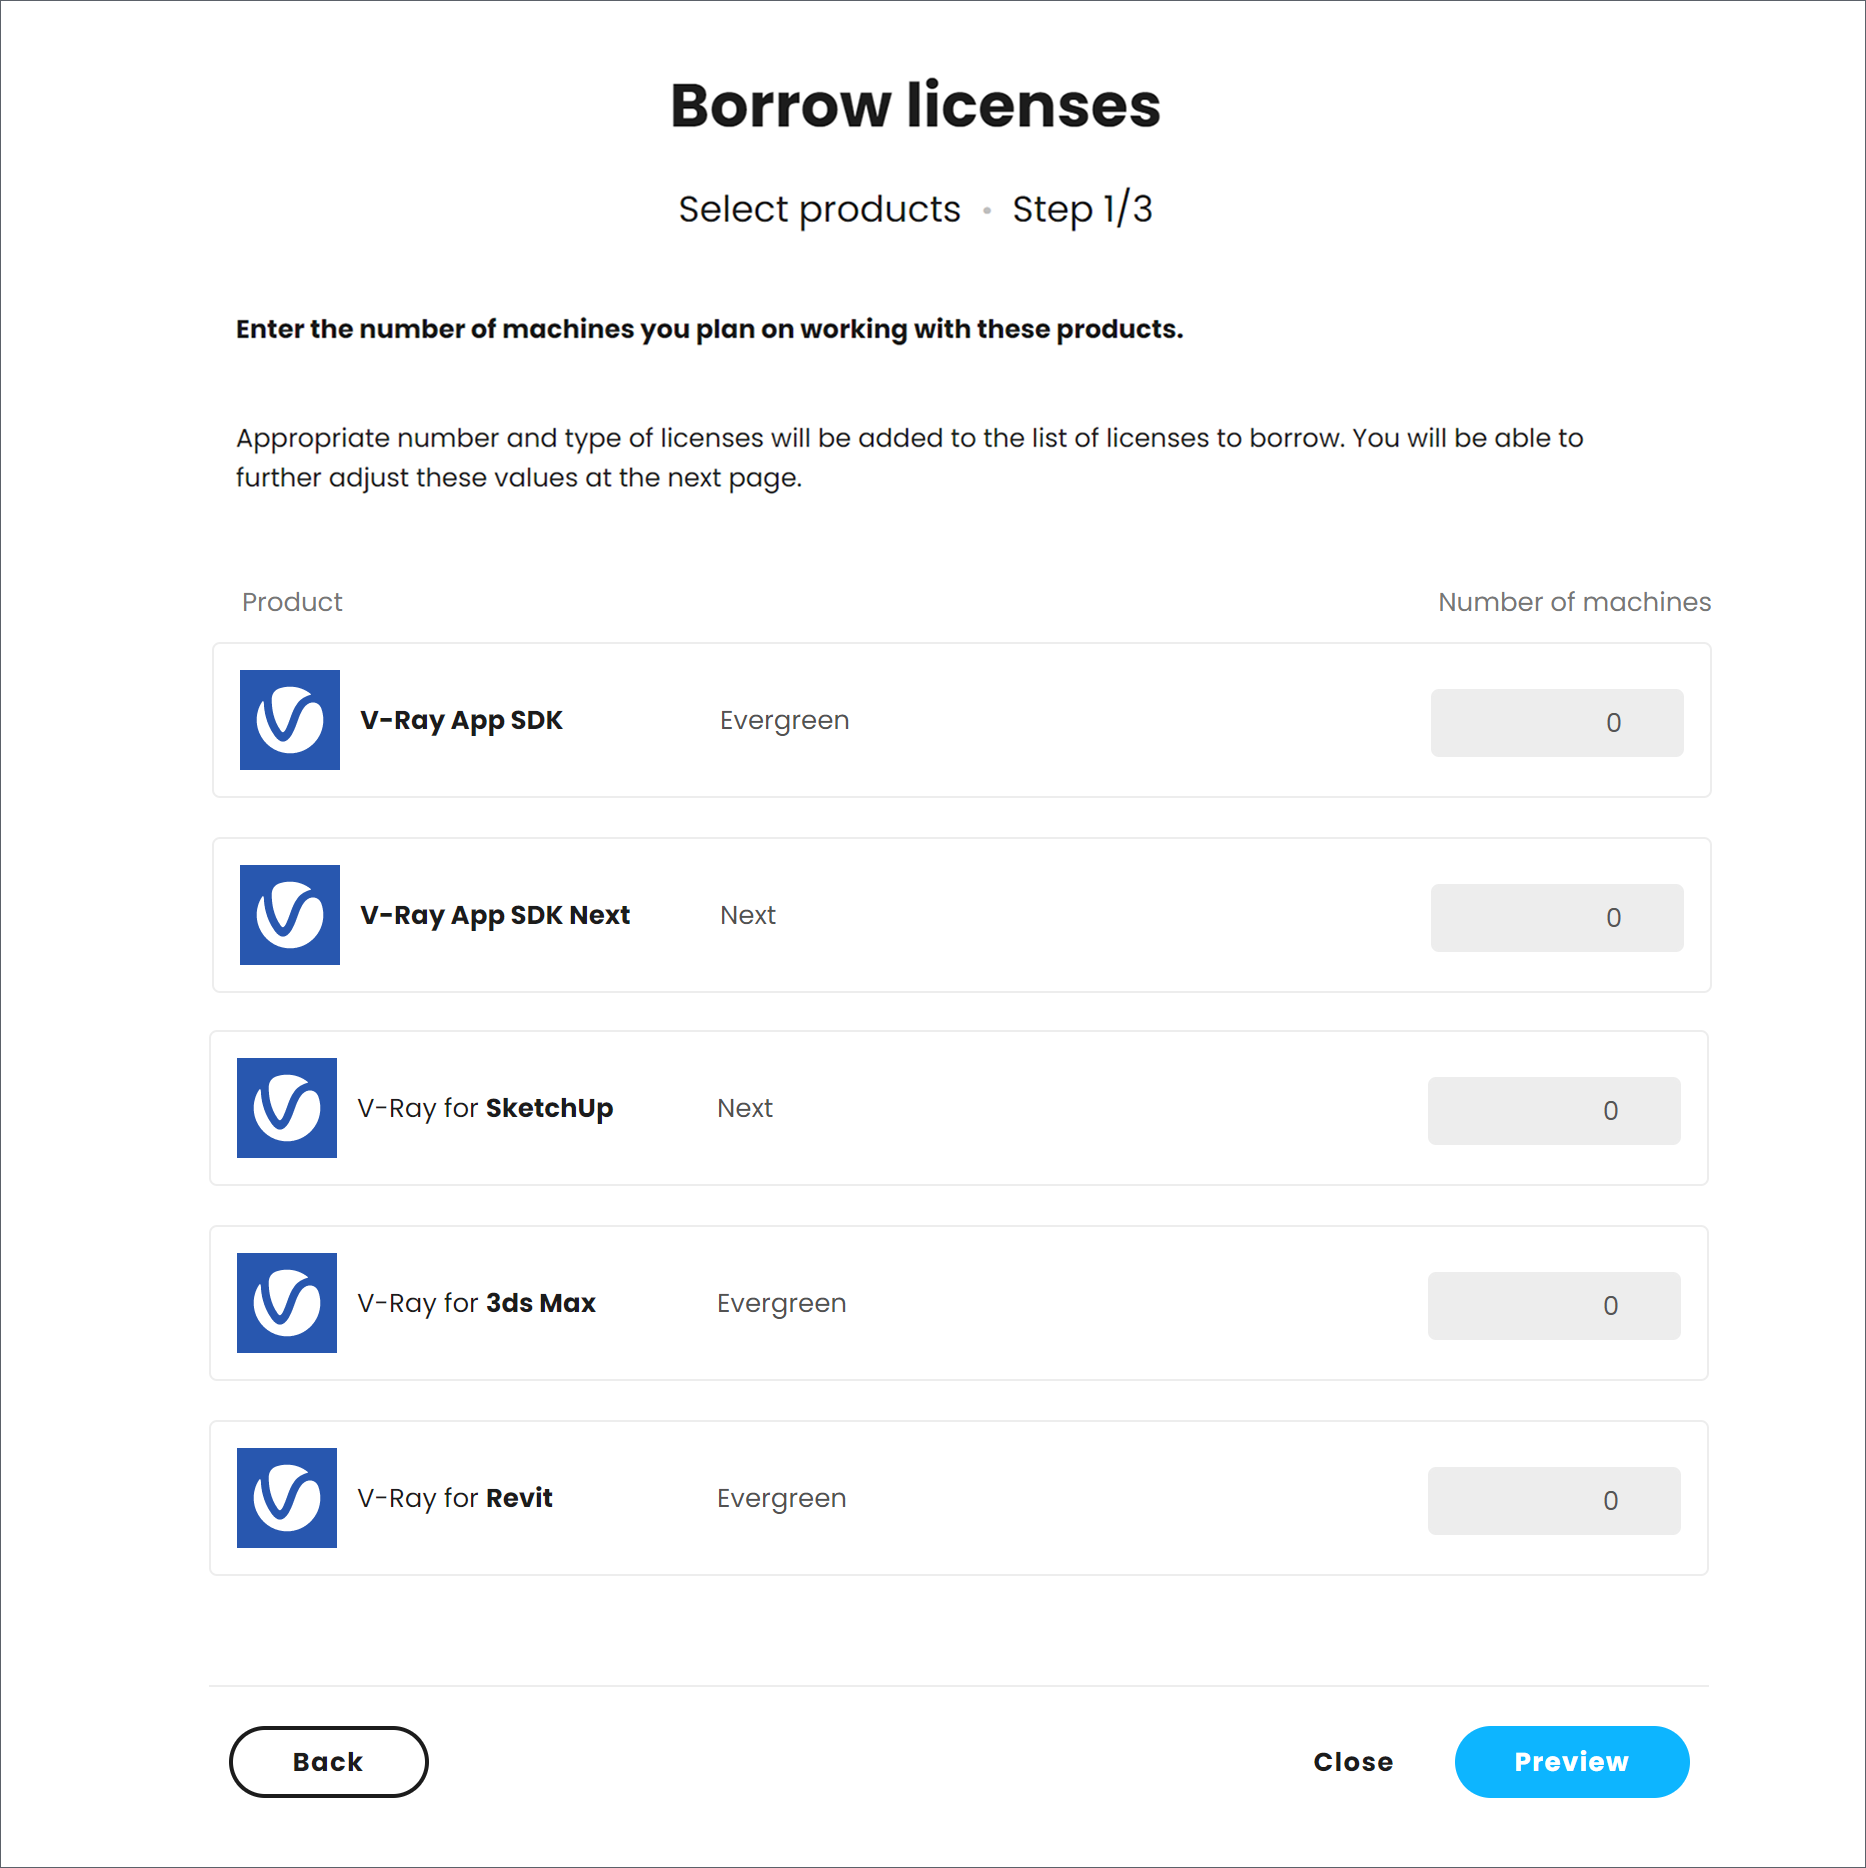 Borrow licenses
Select products • Step 1/3
Enter the number of machines you plan on working with these products.
Appropriate number and type of licenses will be added to the list of licenses to borrow. You will be able to
further adjust these values at the next page.
Product Number of machines
V-Ray App SDK Evergreen 0
V-Ray App SDK Next Next 0
V-Ray for SketchUp Next 0
V-Ray for 3ds Max Evergreen 0
V-Ray for Revit Evergreen 0
Back Close Preview